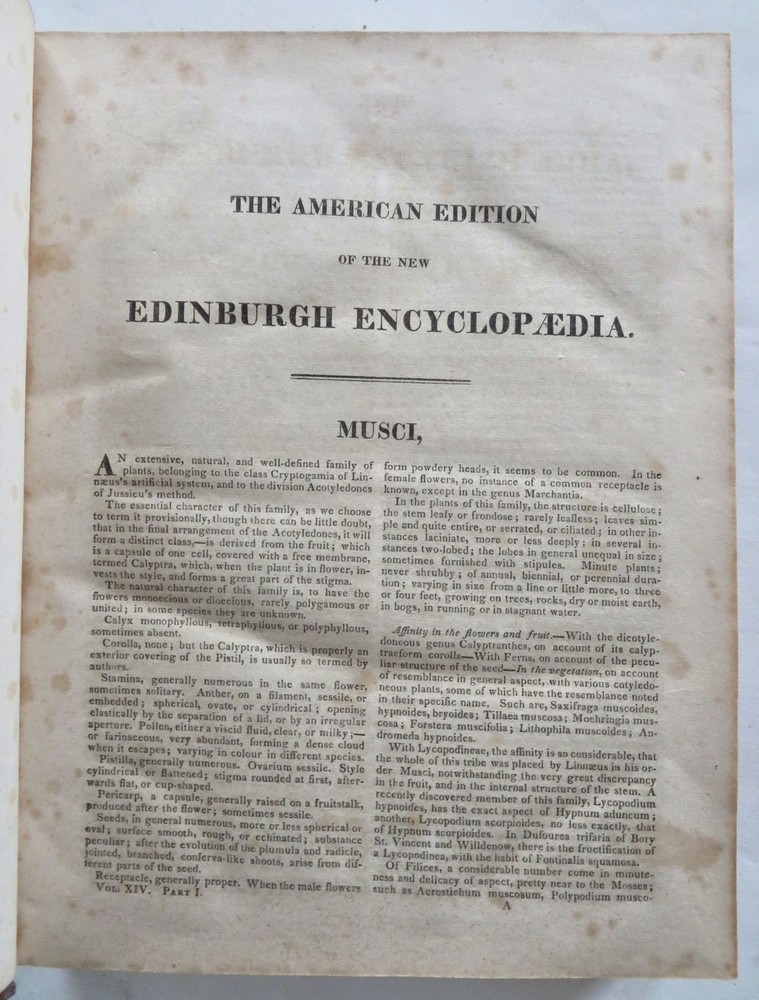 THE AMERICAN EDITION
OF THE NEW
EDINBURGH ENCYCLOPÆDIA.
MUSCI,
AN extensive, natural, and well-defined family of
plants, belonging to the class Cryptogamia of Lin-
næus's artificial system, and to the division Acotyledones
of Jussieu's method.
The essential character of this family, as we choose
to term it provisionally, though there can be little doubt,
that in the final arrangement of the Acotyledones, it will
form a distinct class,—is derived from the fruit; which
is a capsule of one cell, covered with a free membrane,
termed Calyptra, which, when the plant is in flower, in-
vests the style, and forms a great part of the stigma.
The natural character of this family is, to have the
flowers monoecious or dioecious, rarely polygamous or
united; in some species they are unknown.
Calyx monophyllous, tetraphyllous, or polyphyllous,
sometimes absent.
Corolla, none; but the Calyptra, which is properly an
exterior covering of the Pistil, is usually so termed by
authors.
Stamina, generally numerous in the same flower,
sometimes solitary. Anther, on a filament, sessile, or
embedded; spherical, ovate, or cylindrical; opening
elastically by the separation of a lid, or by an irregular
aperture. Pollen, either a viscid fluid, clear, or milky;—
or farinaceous, very abundant, forming a dense cloud
when it escapes; varying in colour in different species.
Pistilla, generally numerous. Ovarium sessile. Style
cylindrical or flattened; stigma rounded at first, after-
wards flat, or cup-shaped.
Pericarp, a capsule, generally raised on a fruitstalk,
produced after the flower; sometimes sessile.
Seeds, in general numerous, more or less spherical or
oval; surface smooth, rough, or echinated; substance
peculiar; after the evolution of the plumula and radicle,
jointed, branched, conferva-like shoots, arise from dif-
ferent parts of the seed.
Receptacle, generally proper. When the male flowers
VOL. XIV. PART I.
form powdery heads, it seems to be common. In the
female flowers, no instance of a common receptacle is
known, except in the genus Marchantia.
In the plants of this family, the structure is cellulose;
the stem leafy or frondose; rarely leafless; leaves sim-
ple and quite entire, or serrated, or ciliated; in other in-
stances laciniate, more or less deeply; in several in-
stances two-lobed; the lobes in general unequal in size;
sometimes furnished with stipules. Minute plants;
never shrubby; of annual, biennial, or perennial dura-
tion; varying in size from a line or little more, to three
or four feet, growing on trees, rocks, dry or moist earth,
in bogs, in running or in stagnant water.
Affinity in the flowers and fruit.—With the dicotyle-
doneous genus Calyptranthes, on account of its calyp-
traeform corolla—With Ferns, on account of the pecu-
liar structure of the seed—In the vegetation, on account
of resemblance in general aspect, with various cotyledo-
neous plants, some of which have the resemblance noted
in their specific name. Such are, Saxifraga muscoides,
hypnoides, bryoides; Tillaea muscosa; Moehringia mus-
cosa; Forstera muscifolia; Lithophila muscoides; An-
dromeda hypnoides.
With Lycopodineae, the affinity is so considerable, that
the whole of this tribe was placed by Linnæus in his or-
der Musci, notwithstanding the very great discrepancy
in the fruit, and in the internal structure of the stem. A
recently discovered member of this family, Lycopodium
hypnoides, has the exact aspect of Hypnum aduncum;
another, Lycopodium scorpioides, no less exactly, that
of Hypnum scorpioides. In Dufourea trifaria of Bory
St. Vincent and Willdenow, there is the fructification of
a Lycopodinea, with the habit of Fontinalis squamosa.
Of Filices, a considerable number come in minute-
ness and delicacy of aspect, pretty near to the Mosses;
such as Acrostichum muscosum, Polypodium musco-
A